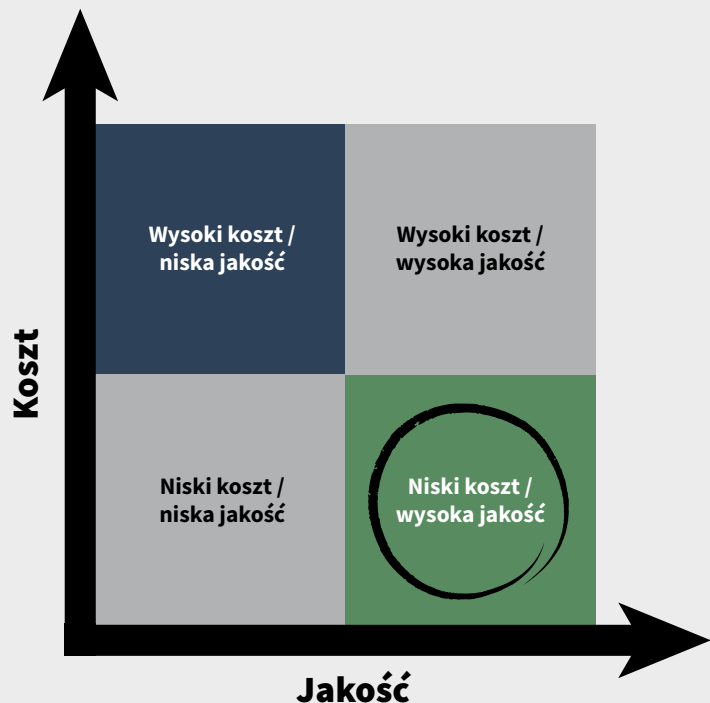 Wysoki koszt /
niska jakość
Wysoki koszt /
wysoka jakość
Koszt
Niski koszt /
niska jakość
Niski koszt /
wysoka jakość
Jakość